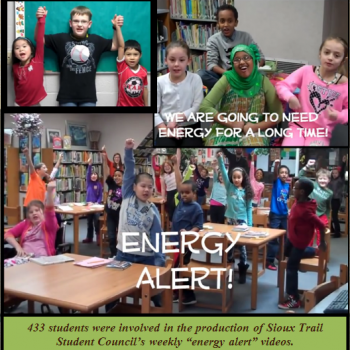 WE ARE GOING TO NEED
ENERGY FOR A LONG TIME!
ENERGY
ALERT!
433 students were involved in the production of Sioux Trail
Student Council's weekly “energy alert” videos.